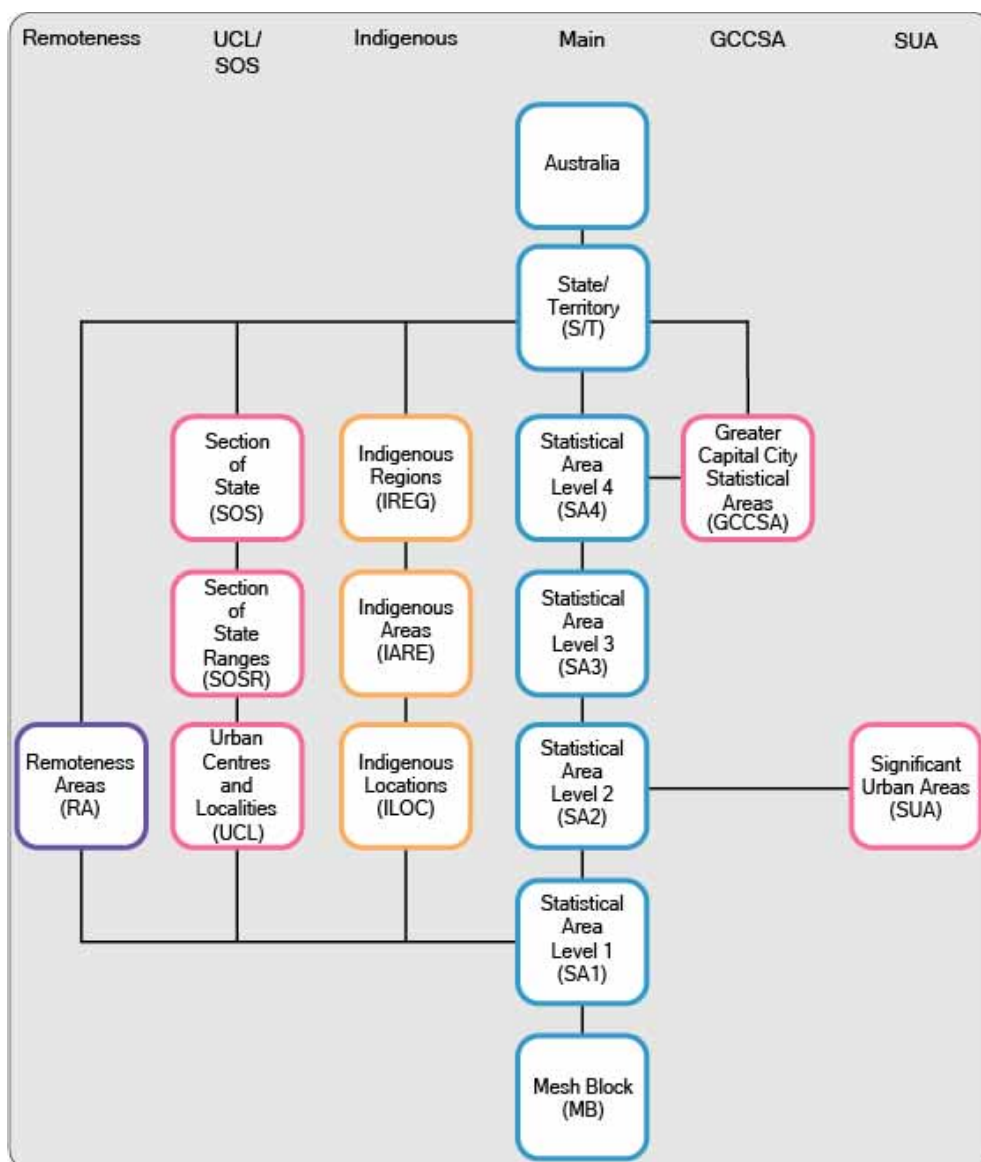 Remoteness
UCL/
SOS
Indigenous
Main
GCCSA
SUA
Australia
State/
Territory
(S/T)
Section
of
State
(SOS)
Indigenous
Regions
(IREG)
Statistical
Area
Level 4
(SA4)
Greater
Capital City
Statistical
Areas
(GCCSA)
Section
of
State
Ranges
(SOSR)
Indigenous
Areas
(IARE)
Statistical
Area
Level 3
(SA3)
Remoteness
Areas
(RA)
Urban
Centres
and
Localities
(UCL)
Indigenous
Locations
(ILOC)
Statistical
Area
Level 2
(SA2)
Significant
Urban Areas
(SUA)
Statistical
Area
Level 1
(SA1)
Mesh Block
(MB)